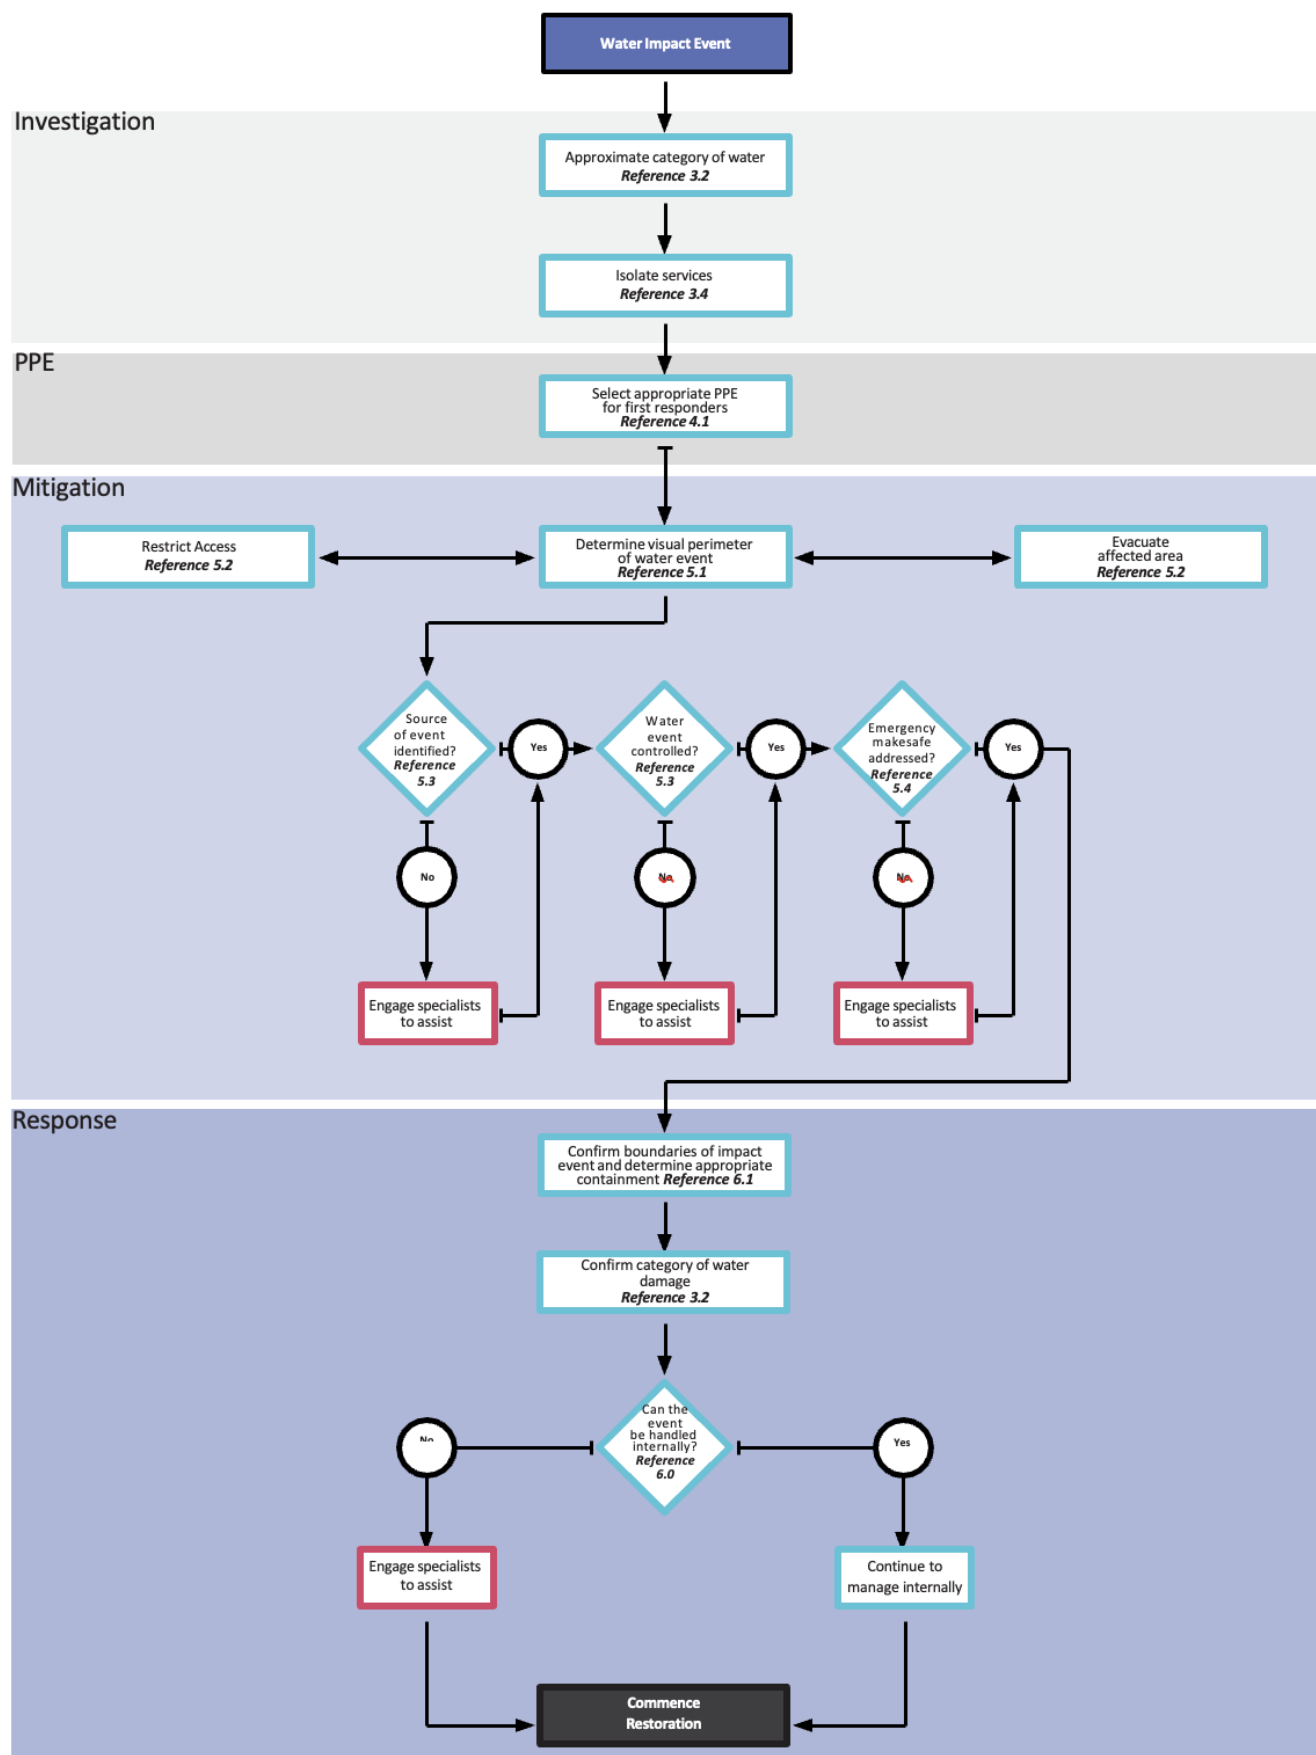 Water Impact Event
Investigation
Approximate category of water
Reference 3.2
Isolate services
Reference 3.4
PPE
Select appropriate PPE
for first responders
Reference 4.1
Mitigation
Restrict Access
Reference 5.2
Determine visual perimeter
of water event
Reference 5.1
Evacuate
affected area
Reference 5.2
Source
of event
identified?
Reference
5.3
Yes
Water
event
controlled?
Reference
5.3
Yes
Emergency
makesafe
addressed?
Reference
5.4
Yes
No
No
No
Engage specialists
to assist
Engage specialists
to assist
Engage specialists
to assist
Response
Confirm boundaries of impact
event and determine appropriate
containment Reference 6.1
Confirm category of water
damage
Reference 3.2
Can the
event
be handled
internally?
Reference
6.0
No
Yes
Engage specialists
to assist
Continue to
manage internally
Commence
Restoration